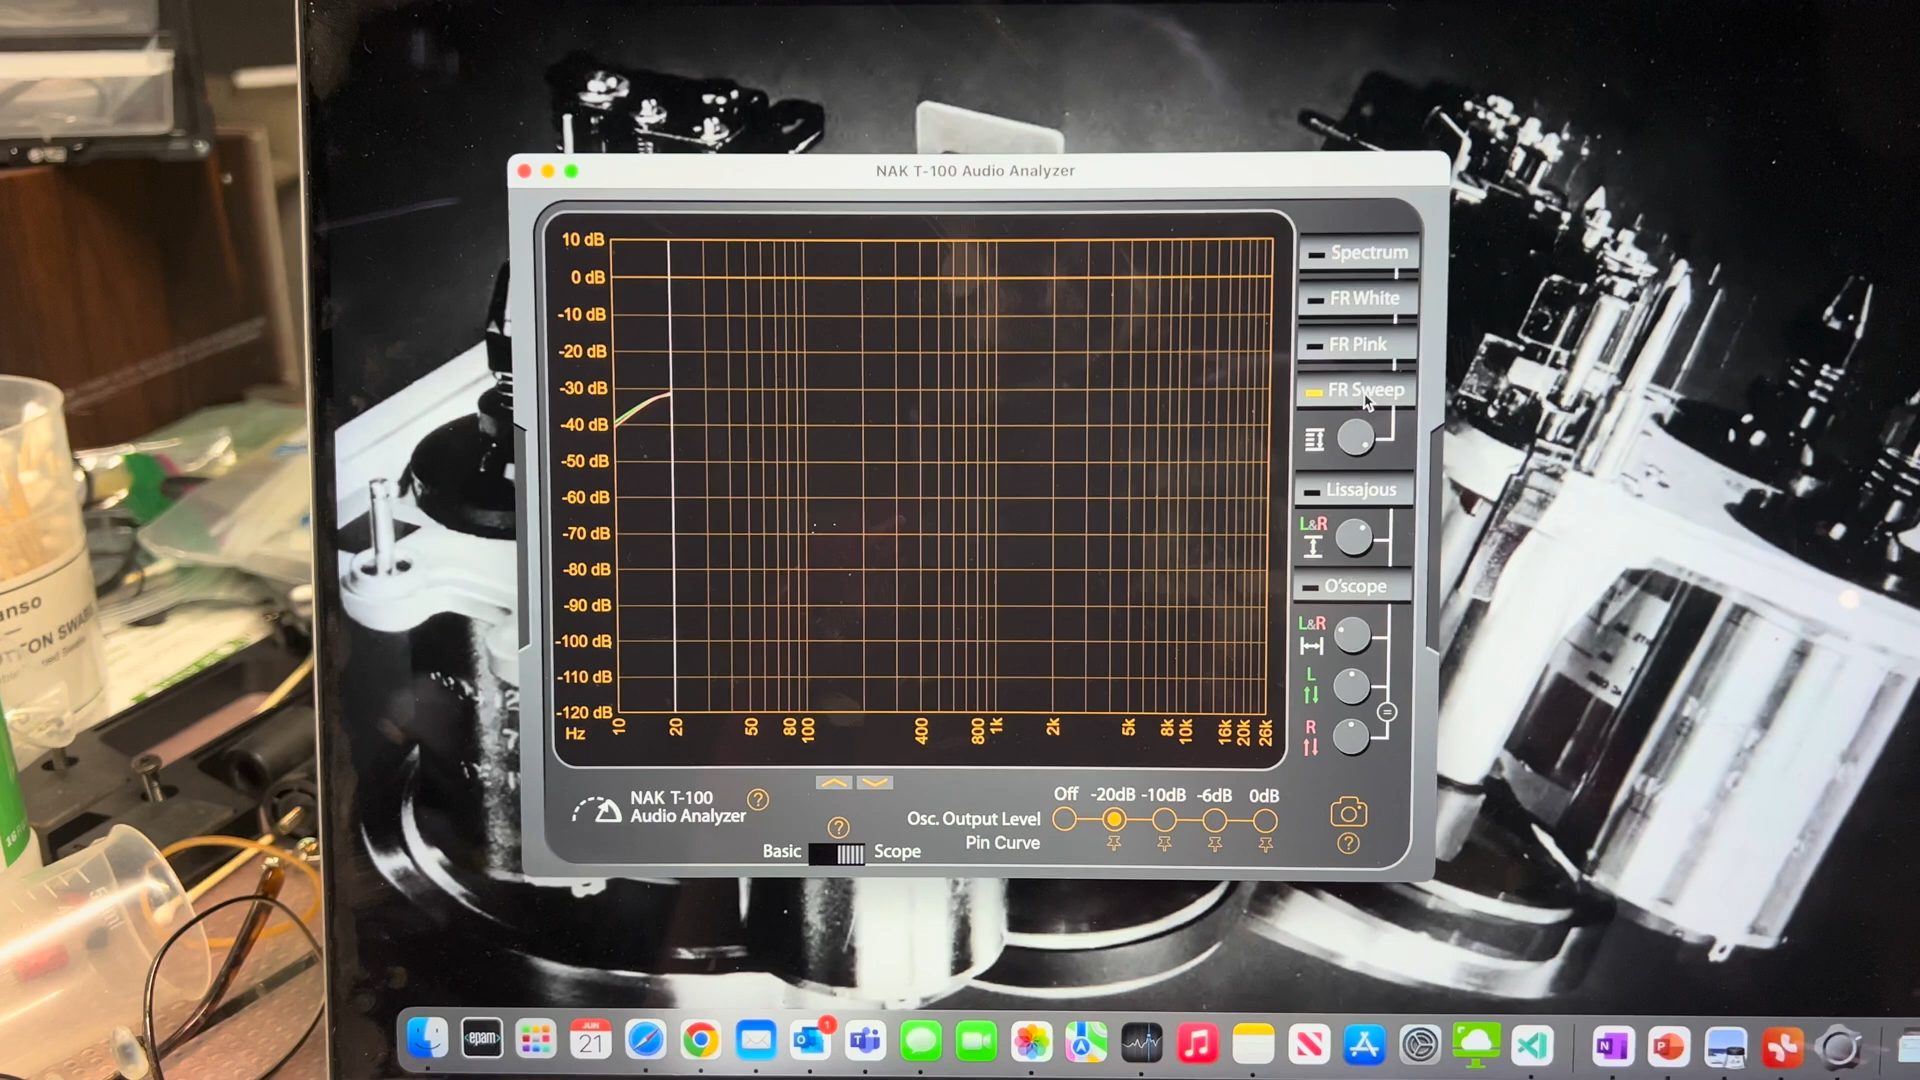 NAK T-100 Audio Analyzer
10 dB
0 dB
-10 dB
-20 dB
-30 dB
-40 dB
-50 dB
-60 dB
-70 dB
-80 dB
-90 dB
-100 dB
-110 dB
-120 dB
Hz
10 20 50 80 100 400 800 1k 2k 5k 8k 10k 16k 20k 26k
Spectrum
FR White
FR Pink
FR Sweep
Lissajous
L&R
O'scope
L&R
L
R
NAK T-100
Audio Analyzer
?
?
Basic
Scope
Off -20dB -10dB -6dB 0dB
Osc. Output Level
Pin Curve
?
<epam>
JUN
21
1